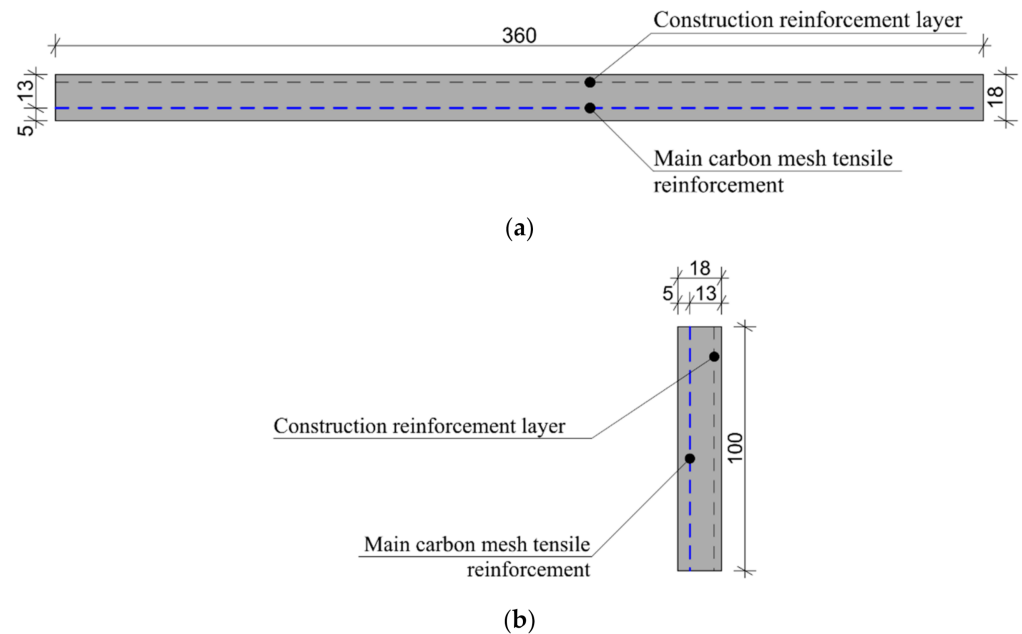 Construction reinforcement layer
360
13
5
18
Main carbon mesh tensile
reinforcement
(a)
18
5
13
100
Construction reinforcement layer
Main carbon mesh tensile
reinforcement
(b)